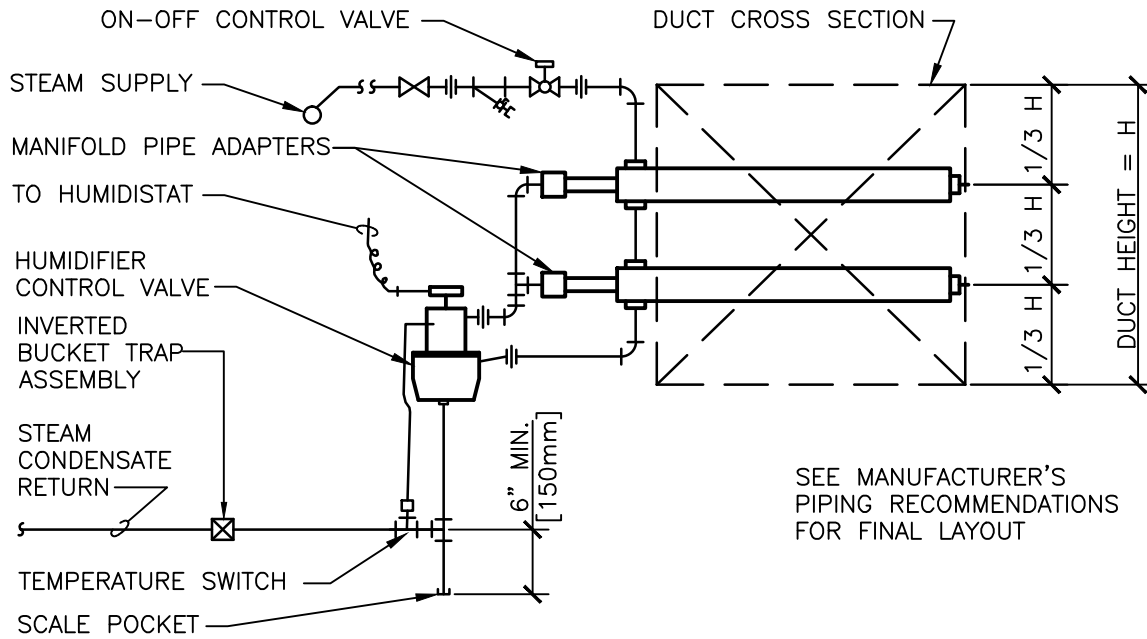 ON-OFF CONTROL VALVE
DUCT CROSS SECTION
STEAM SUPPLY
MANIFOLD PIPE ADAPTERS
TO HUMIDISTAT
HUMIDIFIER
CONTROL VALVE
INVERTED
BUCKET TRAP
ASSEMBLY
STEAM
CONDENSATE
RETURN
TEMPERATURE SWITCH
SCALE POCKET
6" MIN.
[150mm]
1/3 H
1/3 H
1/3 H
DUCT HEIGHT = H
SEE MANUFACTURER'S
PIPING RECOMMENDATIONS
FOR FINAL LAYOUT